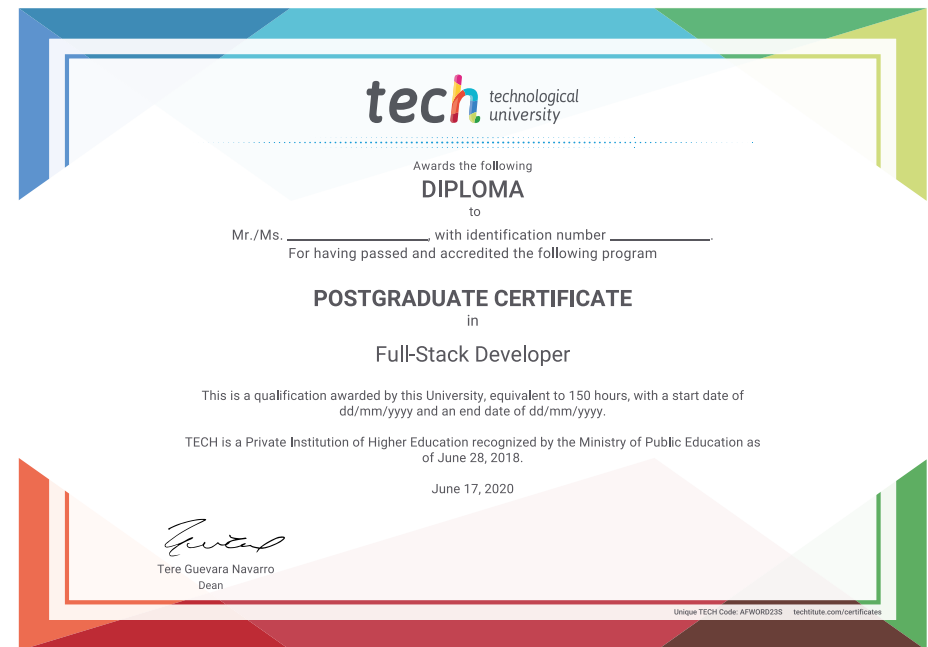 tech technological
university
Awards the following
DIPLOMA
to
Mr./Ms. ____________________, with identification number ______________.
For having passed and accredited the following program
POSTGRADUATE CERTIFICATE
in
Full-Stack Developer
This is a qualification awarded by this University, equivalent to 150 hours, with a start date of
dd/mm/yyyy and an end date of dd/mm/yyyy.
TECH is a Private Institution of Higher Education recognized by the Ministry of Public Education as
of June 28, 2018.
June 17, 2020
Tere Guevara Navarro
Dean
Unique TECH Code: AFWORD23S techtitute.com/certificates